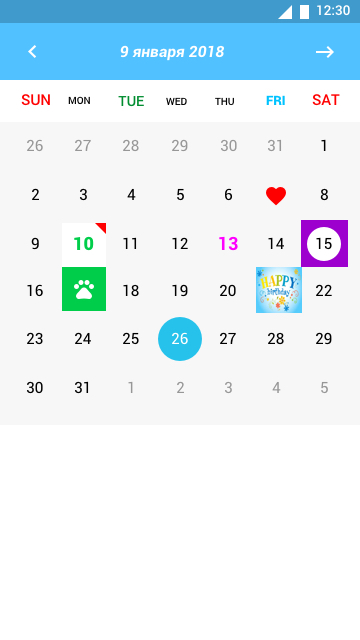 12:30
9 января 2018
SUN MON TUE WED THU FRI SAT
26 27 28 29 30 31 1
2 3 4 5 6 8
9 10 11 12 13 14 15
16 18 19 20 HAPPY birthday 22
23 24 25 26 27 28 29
30 31 1 2 3 4 5